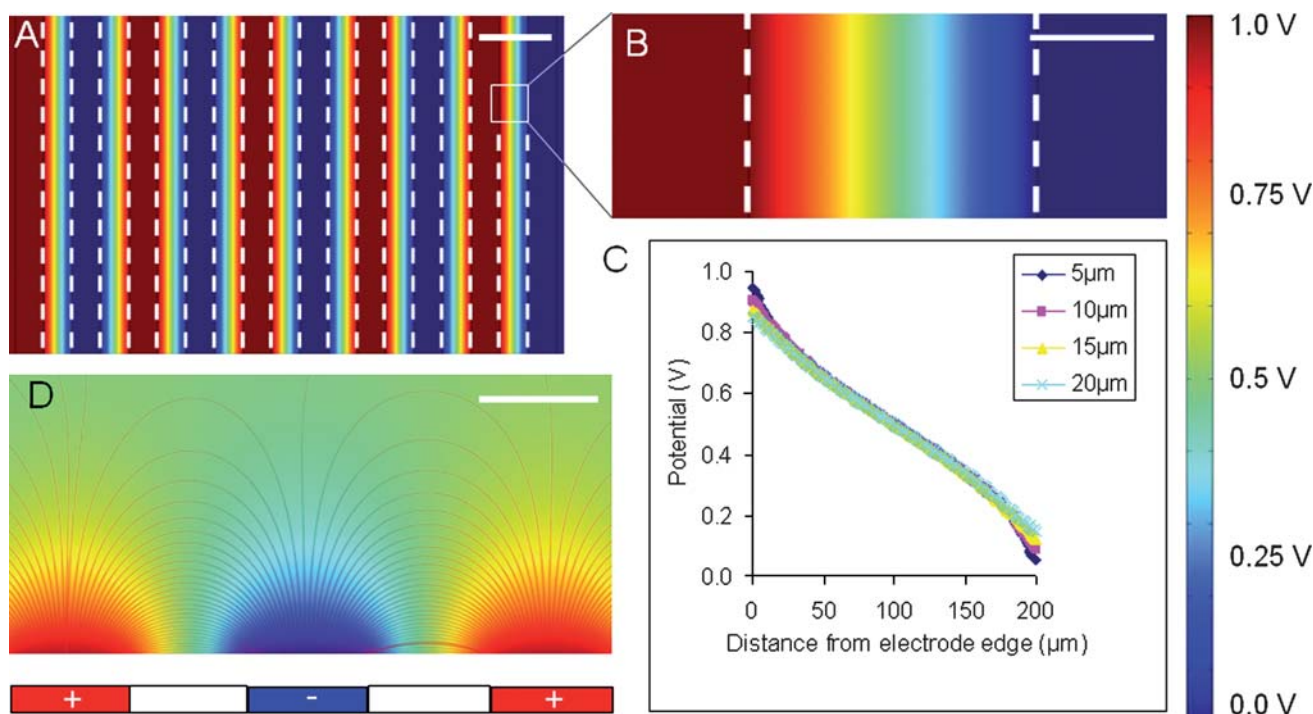 A
B
1.0 V
0.75 V
0.5 V
0.25 V
0.0 V
C
1.0
0.8
0.6
0.4
0.2
0.0
Potential (V)
0 50 100 150 200
Distance from electrode edge (µm)
5µm
10µm
15µm
20µm
D
+ - +